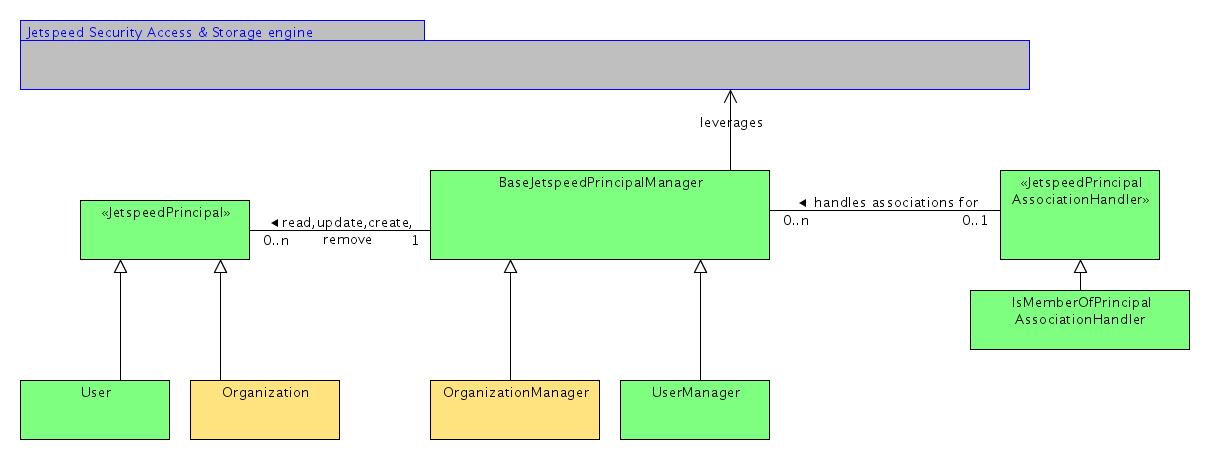 Jetspeed Security Access & Storage engine
leverages
BaseJetspeedPrincipalManager
«JetspeedPrincipal
AssociationHandler»
«JetspeedPrincipal»
◄ read,update,create,
remove
0..n
1
◄ handles associations for
0..n
0..1
IsMemberOfPrincipal
AssociationHandler
User
Organization
OrganizationManager
UserManager